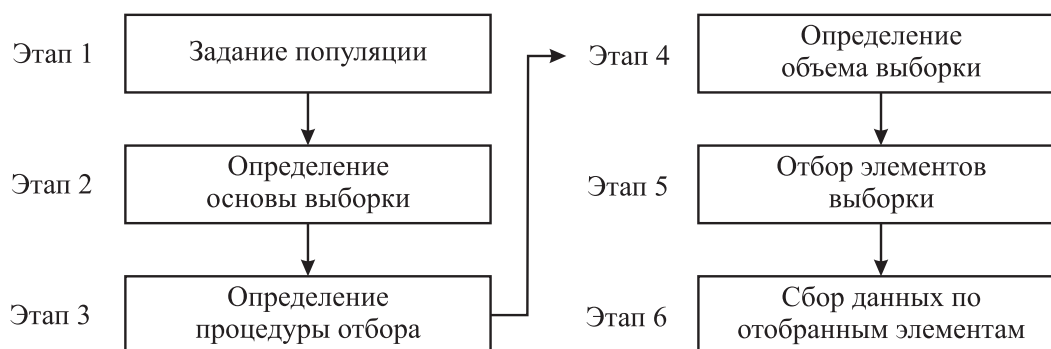 Этап 1
Задание популяции
Этап 2
Определение
основы выборки
Этап 3
Определение
процедуры отбора
Этап 4
Определение
объема выборки
Этап 5
Отбор элементов
выборки
Этап 6
Сбор данных по
отобранным элементам